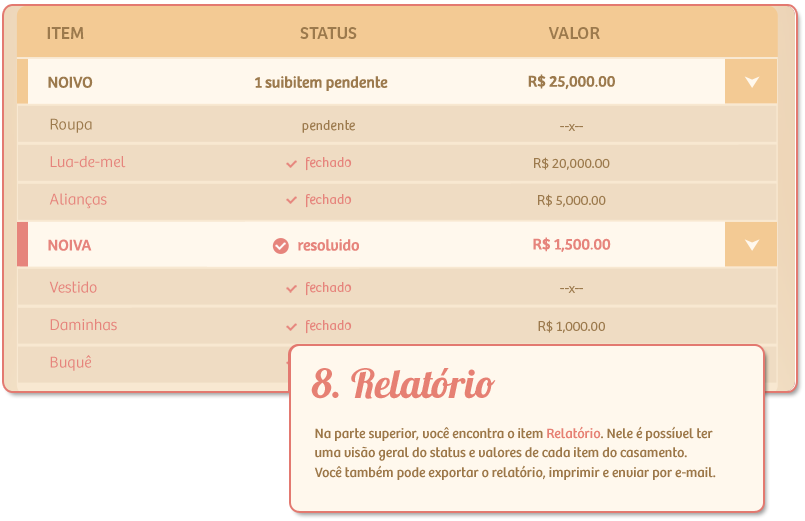 ITEM STATUS VALOR
NOIVO 1 suibitem pendente R$ 25,000.00
Roupa pendente --x--
Lua-de-mel fechado R$ 20,000.00
Alianças fechado R$ 5,000.00
NOIVA resolvido R$ 1,500.00
Vestido fechado --x--
Daminhas fechado R$ 1,000.00
Buquê
8. Relatório
Na parte superior, você encontra o item Relatório. Nele é possível ter
uma visão geral do status e valores de cada item do casamento.
Você também pode exportar o relatório, imprimir e enviar por e-mail.